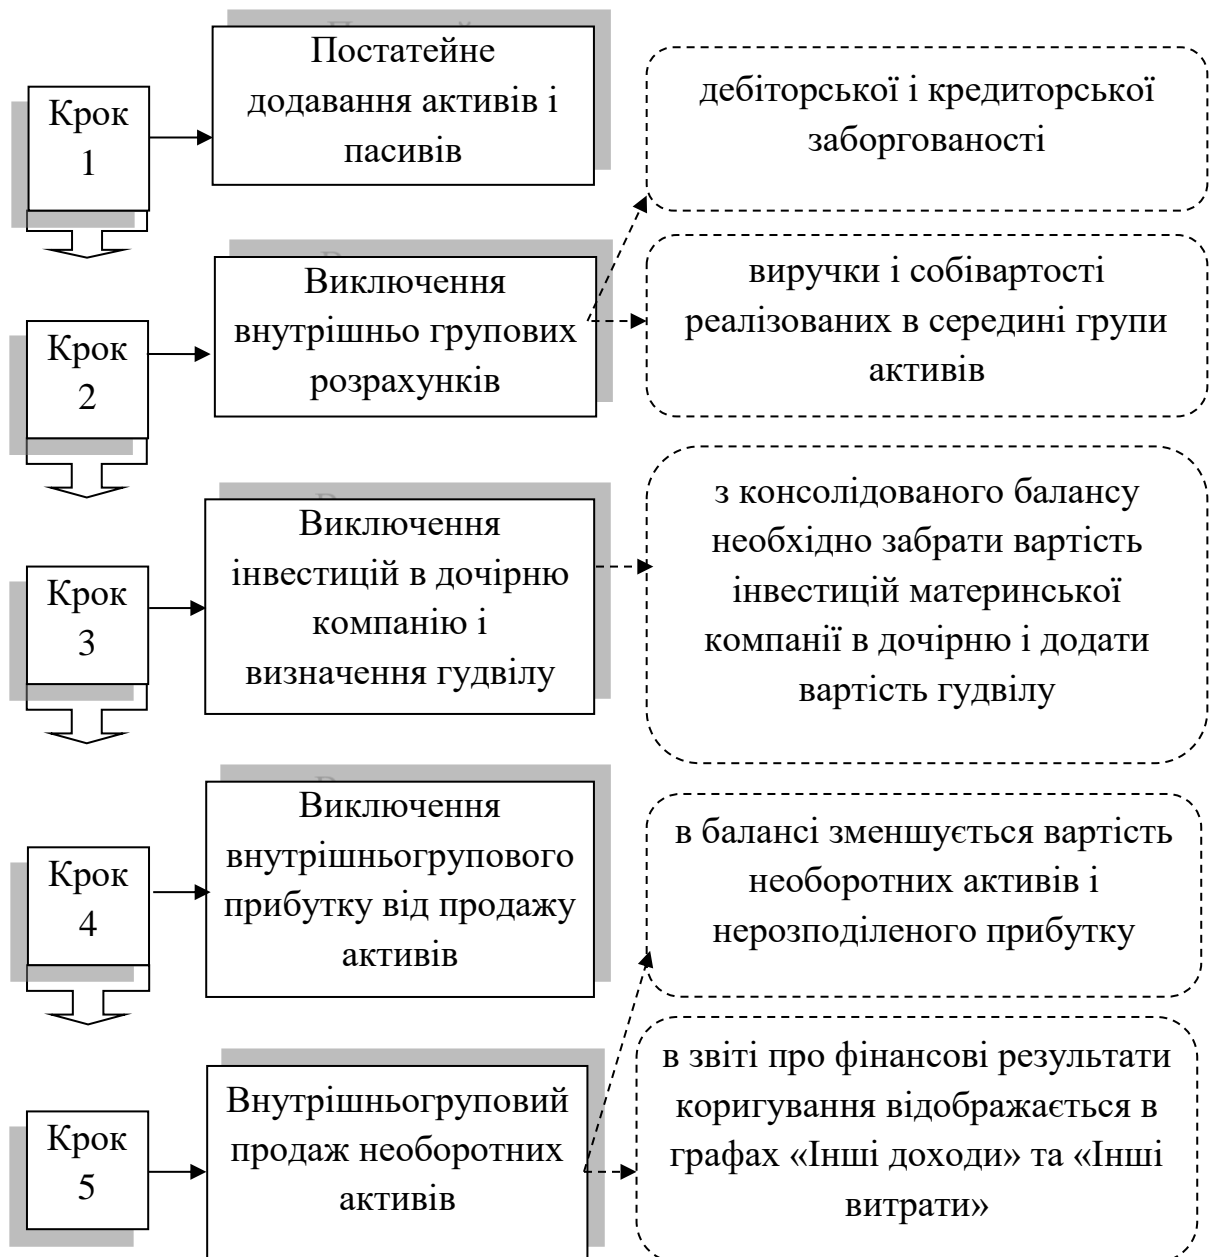 Крок
1
Постатейне
додавання активів і
пасивів
дебіторської і кредиторської
заборгованості
Крок
2
Виключення
внутрішньо групових
розрахунків
виручки і собівартості
реалізованих в середині групи
активів
Крок
3
Виключення
інвестицій в дочірню
компанію і
визначення гудвілу
з консолідованого балансу
необхідно забрати вартість
інвестицій материнської
компанії в дочірню і додати
вартість гудвілу
Крок
4
Виключення
внутрішньогрупового
прибутку від продажу
активів
в балансі зменшується вартість
необоротних активів і
нерозподіленого прибутку
Крок
5
Внутрішньогруповий
продаж необоротних
активів
в звіті про фінансові результати
коригування відображається в
графах «Інші доходи» та «Інші
витрати»